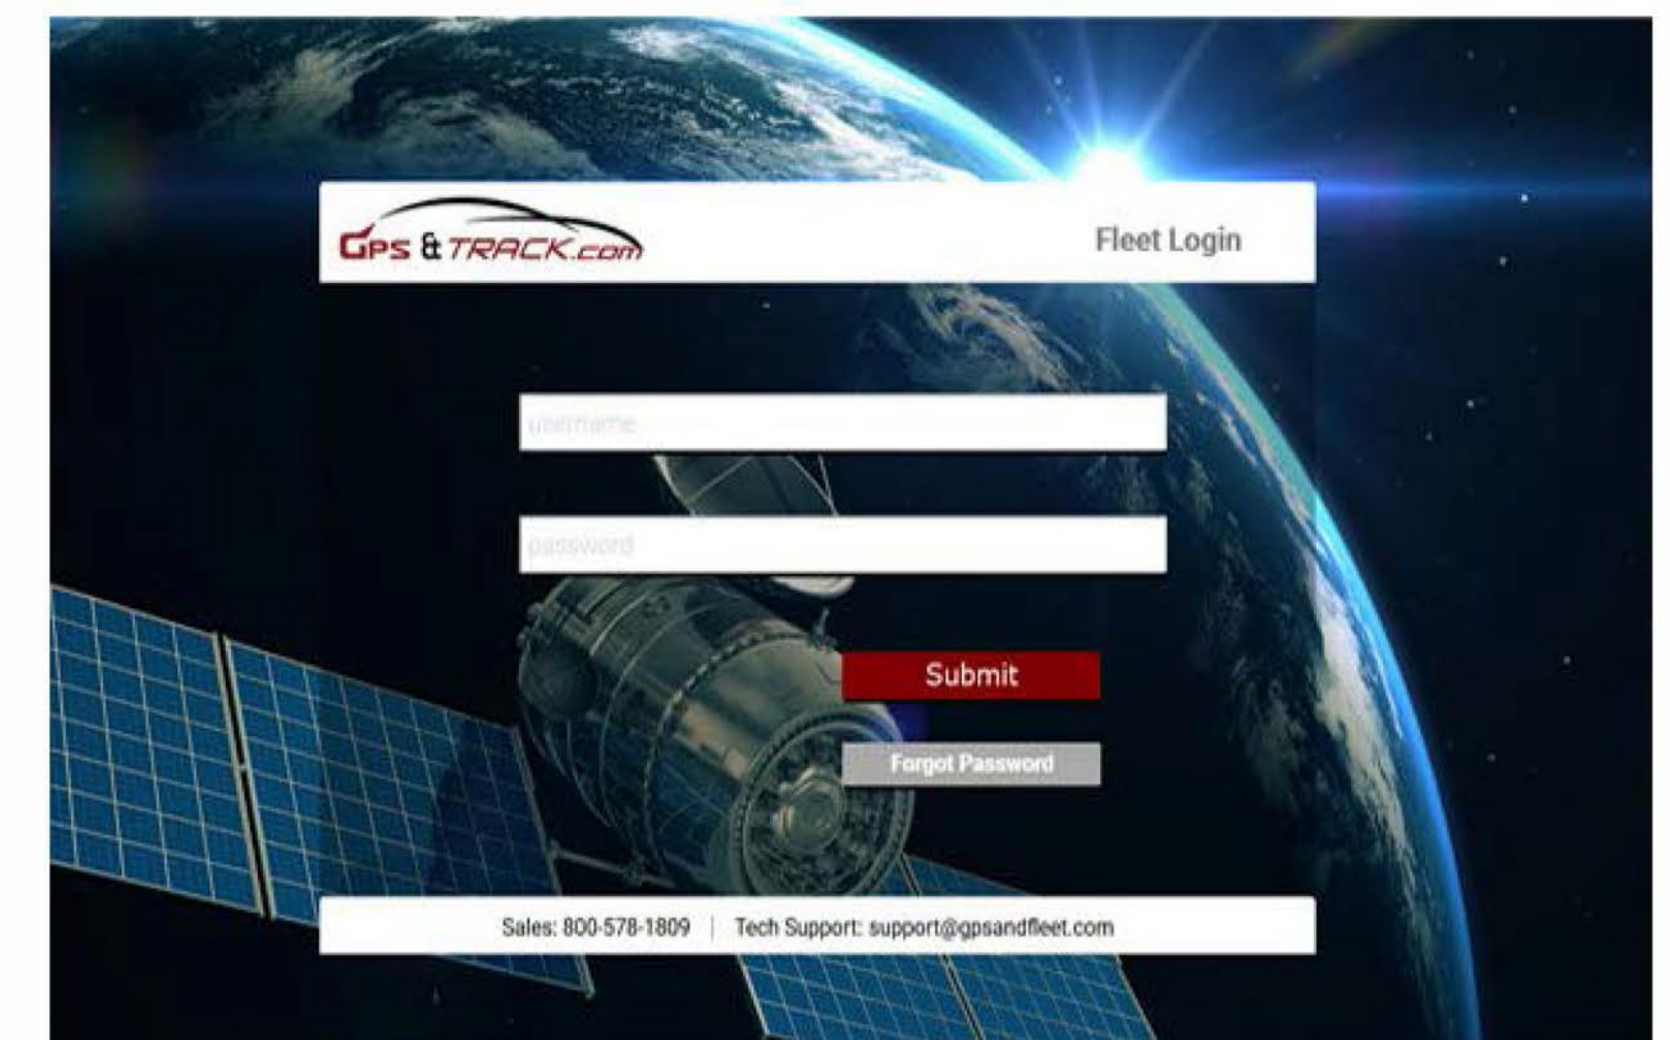 GPS & TRACK.com
Fleet Login
username
password
Submit
Forgot Password
Sales: 800-578-1809 | Tech Support: support@gpsandfleet.com